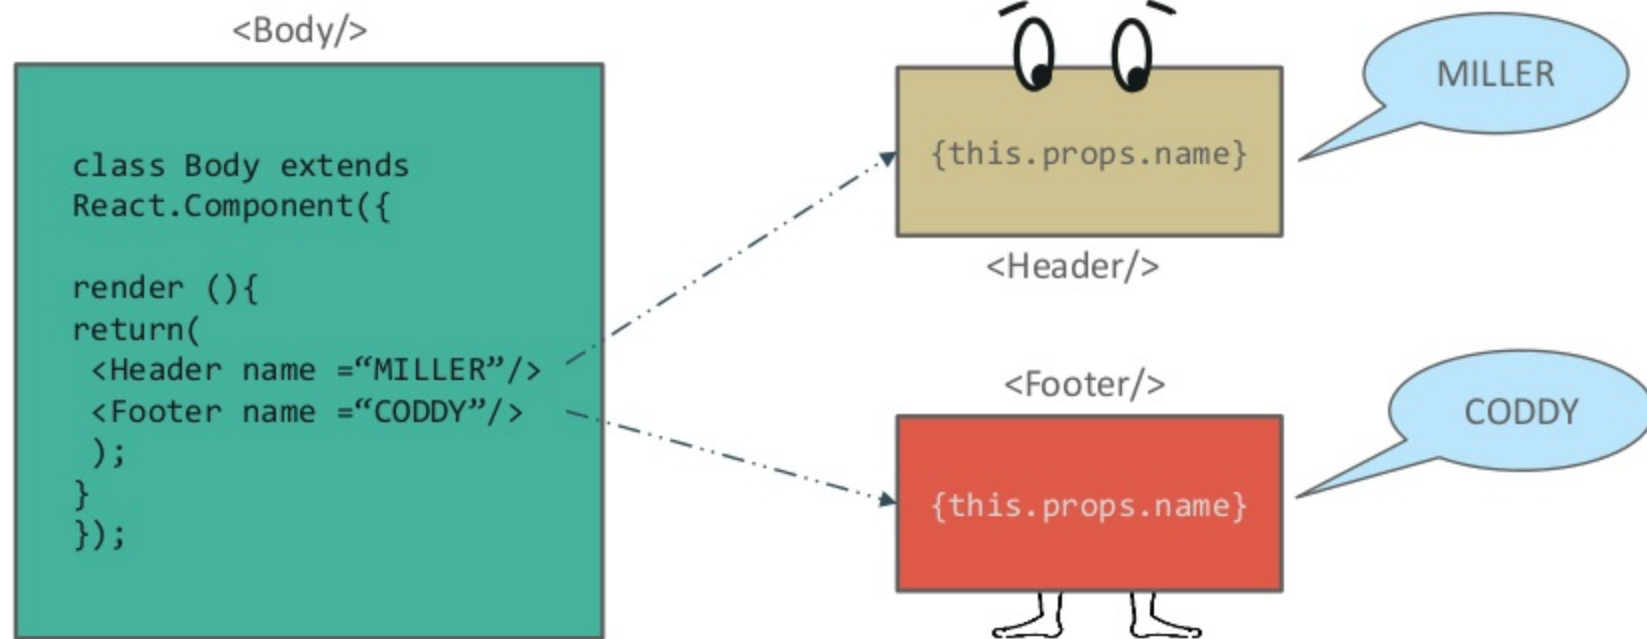 <Body/>
class Body extends
React.Component({
render (){
return(
<Header name =“MILLER”/>
<Footer name =“CODDY”/>
);
}
});
{this.props.name}
<Header/>
MILLER
<Footer/>
{this.props.name}
CODDY